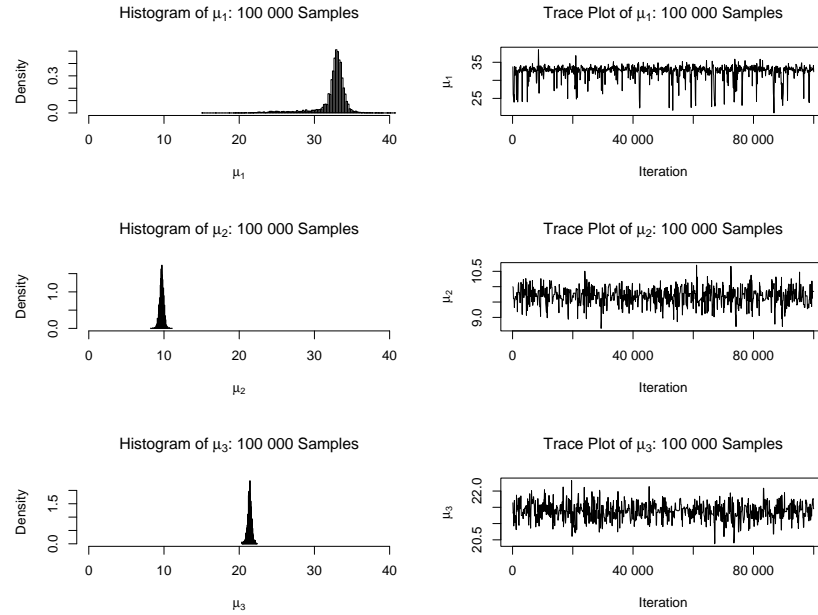 Histogram of μ1: 100 000 Samples
Density
0.0 0.3
0 10 20 30 40
μ1
Trace Plot of μ1: 100 000 Samples
μ1
25 35
0 40 000 80 000
Iteration
Histogram of μ2: 100 000 Samples
Density
0.0 1.0
0 10 20 30 40
μ2
Trace Plot of μ2: 100 000 Samples
μ2
9.0 10.5
0 40 000 80 000
Iteration
Histogram of μ3: 100 000 Samples
Density
0.0 1.5
0 10 20 30 40
μ3
Trace Plot of μ3: 100 000 Samples
μ3
20.5 22.0
0 40 000 80 000
Iteration